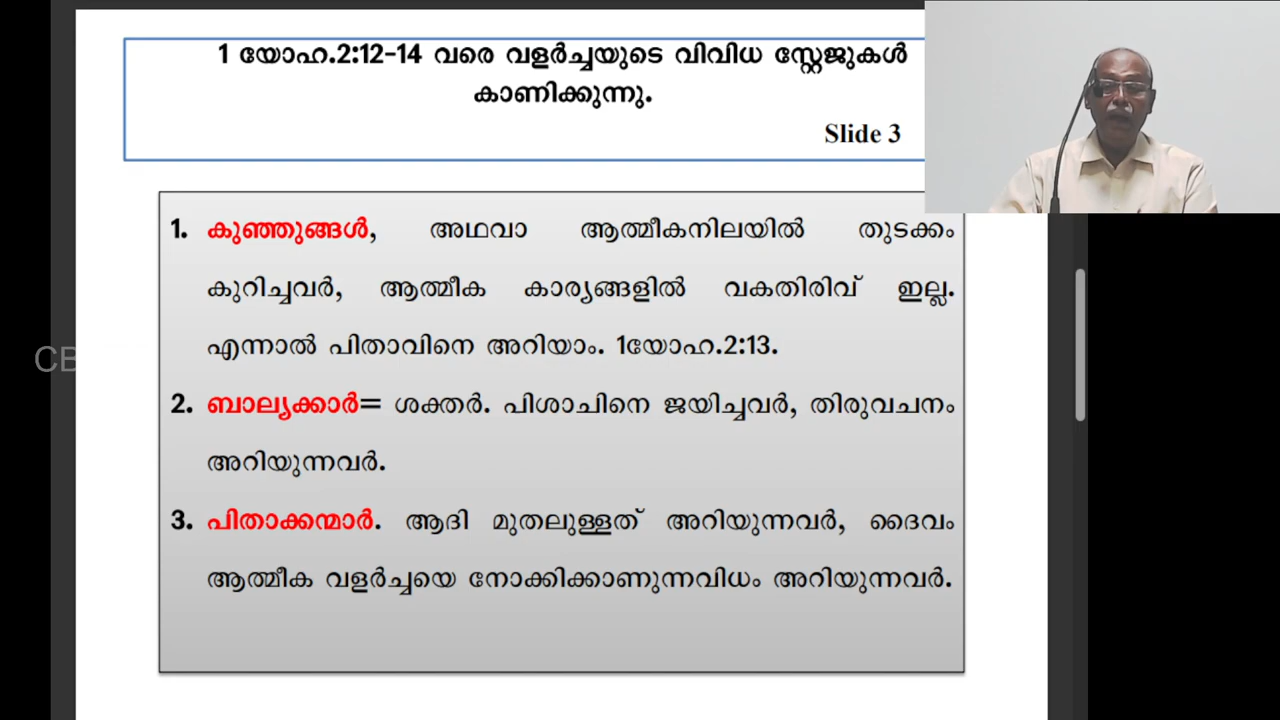 1 യോഹ.2:12-14 വരെ വളർച്ചയുടെ വിവിധ സ്റ്റേജുകൾ
കാണിക്കുന്നു.
Slide 3
1. കുഞ്ഞുങ്ങൾ, അഥവാ ആത്മീകനിലയിൽ തുടക്കം
കുറിച്ചവർ, ആത്മീക കാര്യങ്ങളിൽ വകതിരിവ് ഇല്ല.
എന്നാൽ പിതാവിനെ അറിയാം. 1യോഹ.2:13.
CB
2. ബാല്യക്കാർ= ശക്തർ. പിശാചിനെ ജയിച്ചവർ, തിരുവചനം
അറിയുന്നവർ.
3. പിതാക്കന്മാർ. ആദി മുതലുള്ളത് അറിയുന്നവർ, ദൈവം
ആത്മീക വളർച്ചയെ നോക്കിക്കാണുന്നവിധം അറിയുന്നവർ.